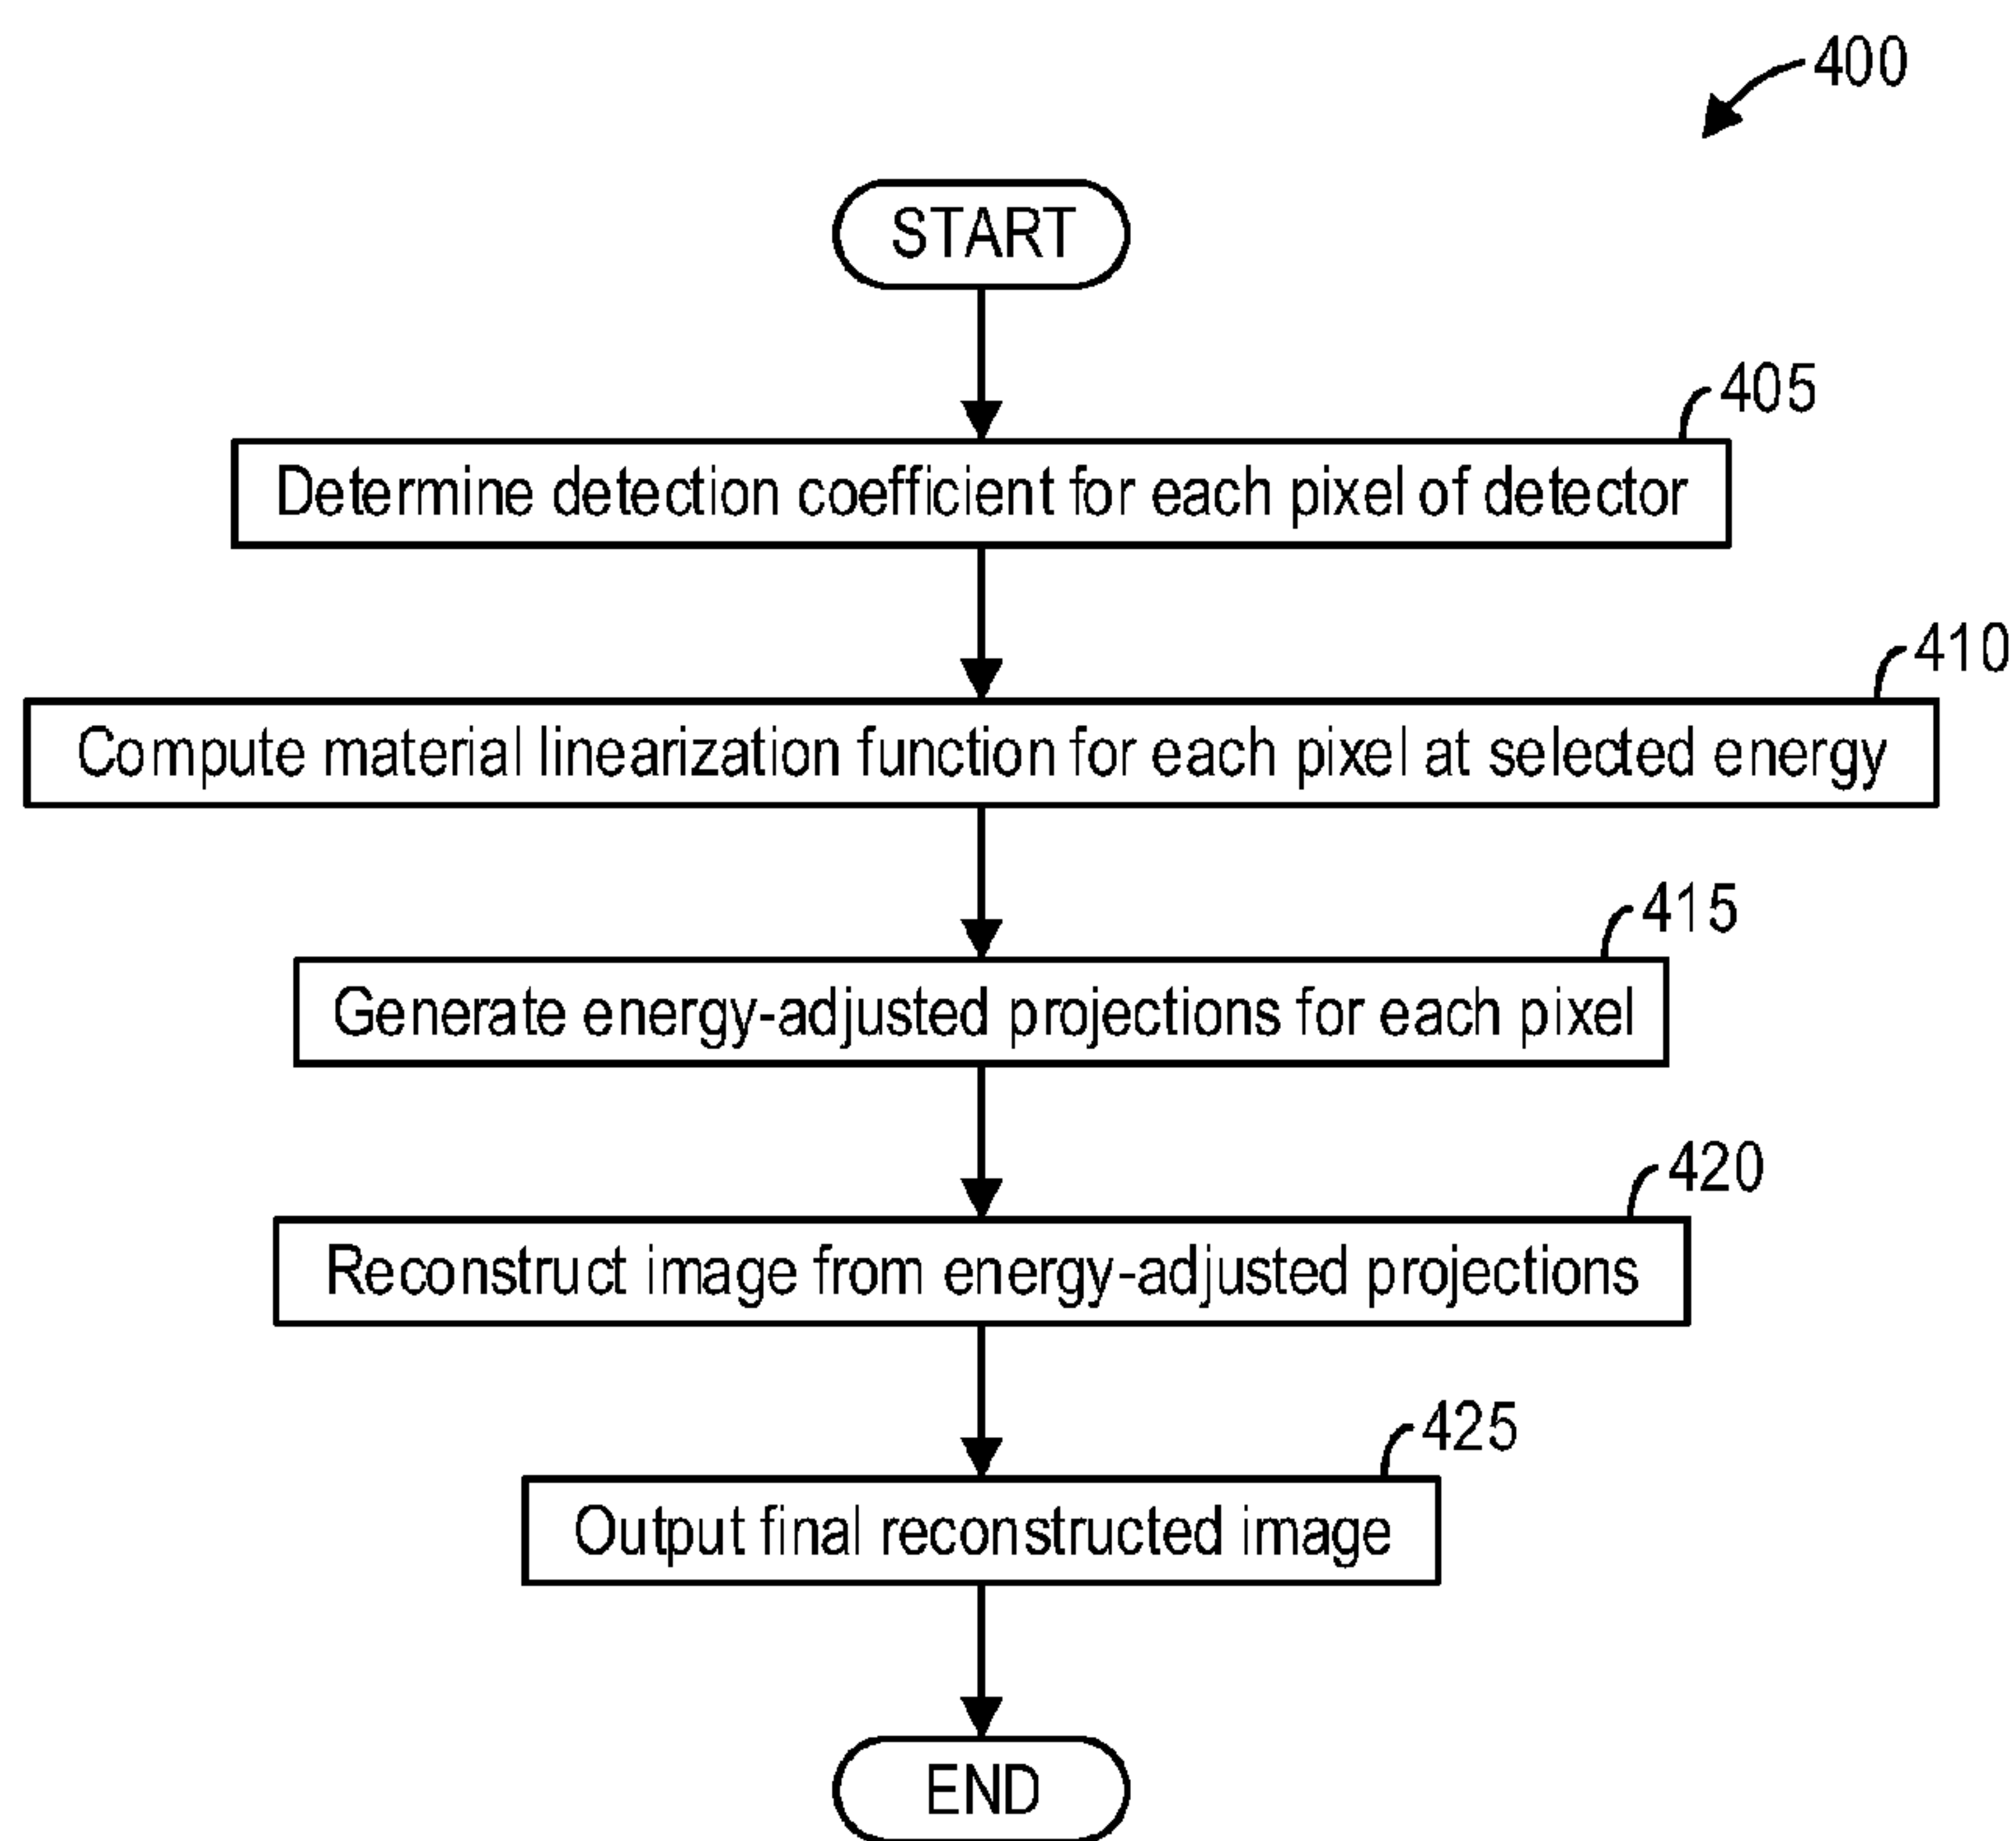 400
START
405
Determine detection coefficient for each pixel of detector
410
Compute material linearization function for each pixel at selected energy
415
Generate energy-adjusted projections for each pixel
420
Reconstruct image from energy-adjusted projections
425
Output final reconstructed image
END